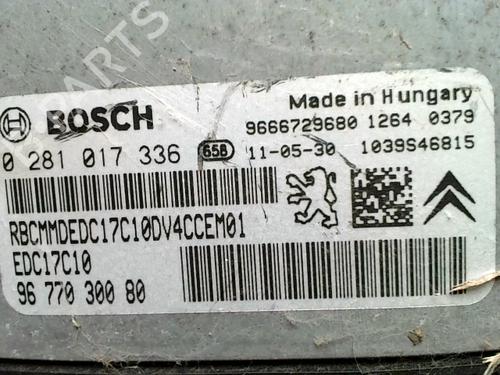 PARTS
BOSCH
Made in Hungary
9666729680 1264 0379
0 281 017 336 658 11-05-30 1039S46815
RBCMMDEDC17C10DV4CCEM01
EDC17C10
96 770 300 80